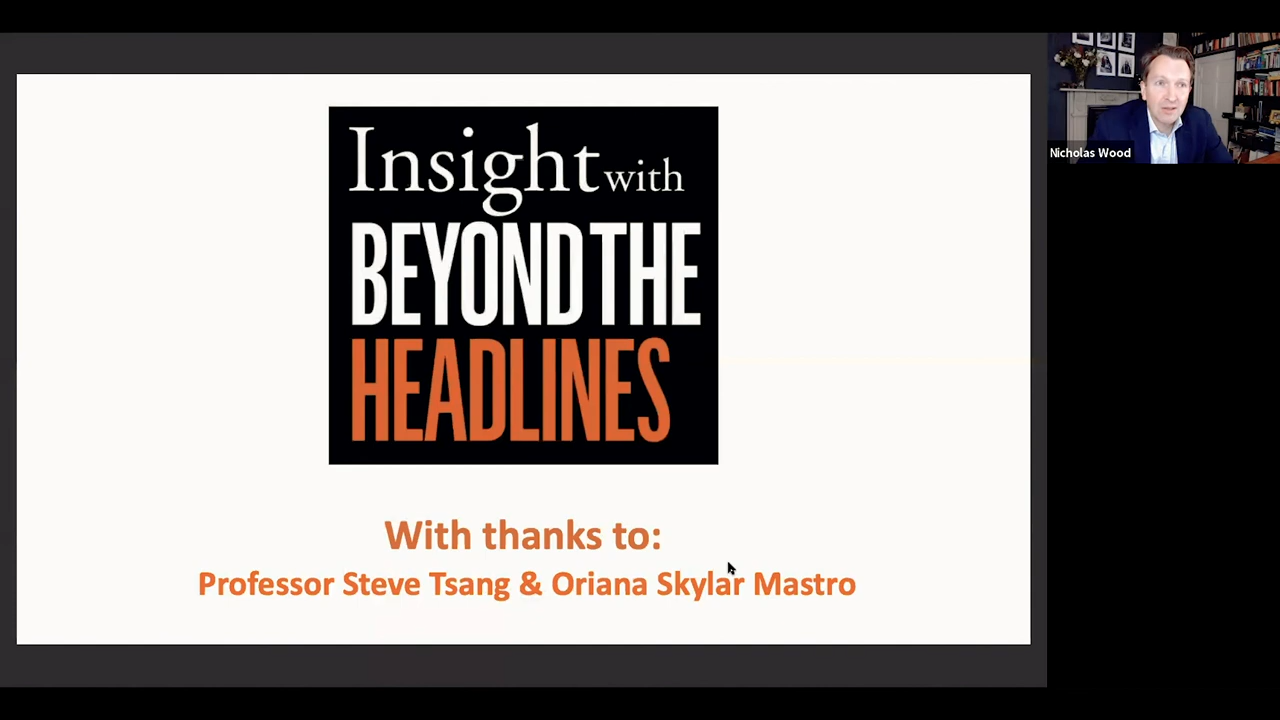 Insight with
BEYOND THE
HEADLINES
With thanks to:
Professor Steve Tsang & Oriana Skylar Mastro
Nicholas Wood